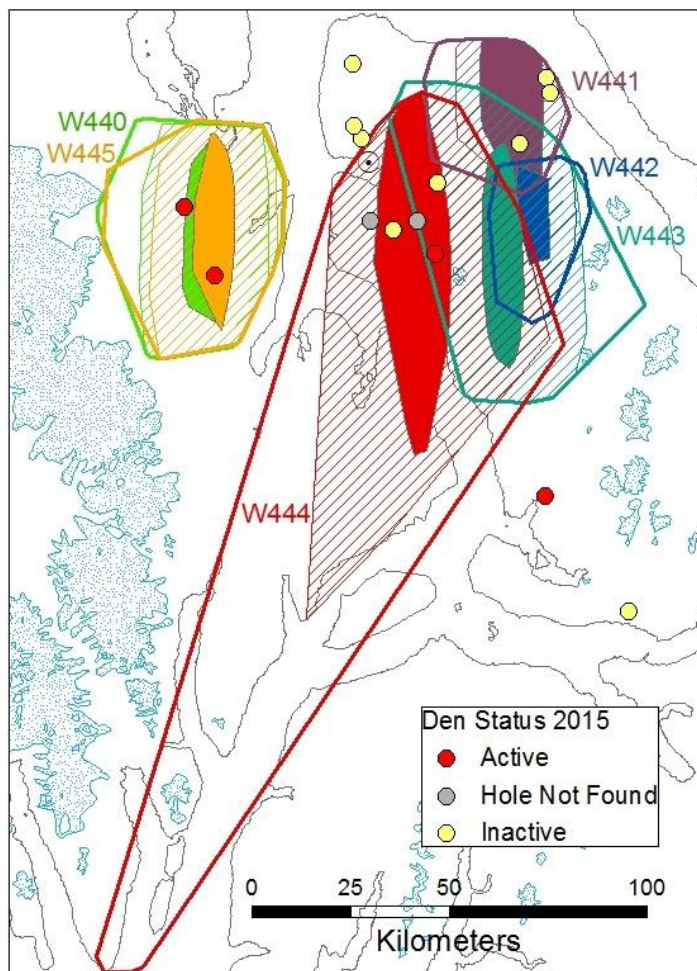 W441
W440
W445
W442
W443
W444
Den Status 2015
Active
Hole Not Found
Inactive
0 25 50 100
Kilometers